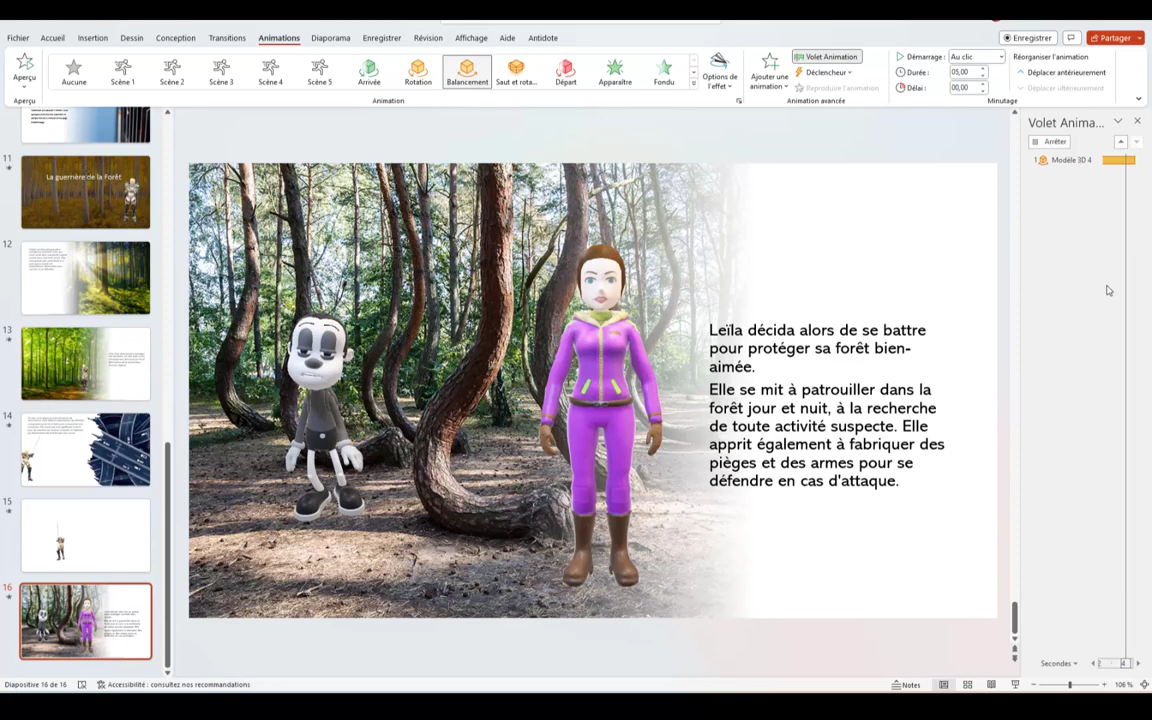 Fichier Accueil Insertion Dessin Conception Transitions Animations Diaporama Enregistrer Révision Affichage Aide Antidote
Enregistrer Partager
Aperçu
Aucune Scène 1 Scène 2 Scène 3 Scène 4 Scène 5 Arrivée Rotation Balancement Saut et rota... Départ Apparaître Fondu
Options de l'effet
Ajouter une animation
Volet Animation
Déclencheur
Reproduire l'animation
Démarrage : Au clic
Durée : 05,00
Délai : 00,00
Réorganiser l'animation
Déplacer antérieurement
Déplacer ultérieurement
Aperçu Animation Animation avancée Minutage
11
La guerrière de la Forêt
12
13
14
15
16
Leïla décida alors de se battre
pour protéger sa forêt bien-
aimée.
Elle se mit à patrouiller dans la
forêt jour et nuit, à la recherche
de toute activité suspecte. Elle
apprit également à fabriquer des
pièges et des armes pour se
défendre en cas d'attaque.
Volet Anima...
Arrêter
1 Modèle 3D 4
Secondes 2 4
Diapositive 16 de 16 Accessibilité : consultez nos recommandations Notes 106 %